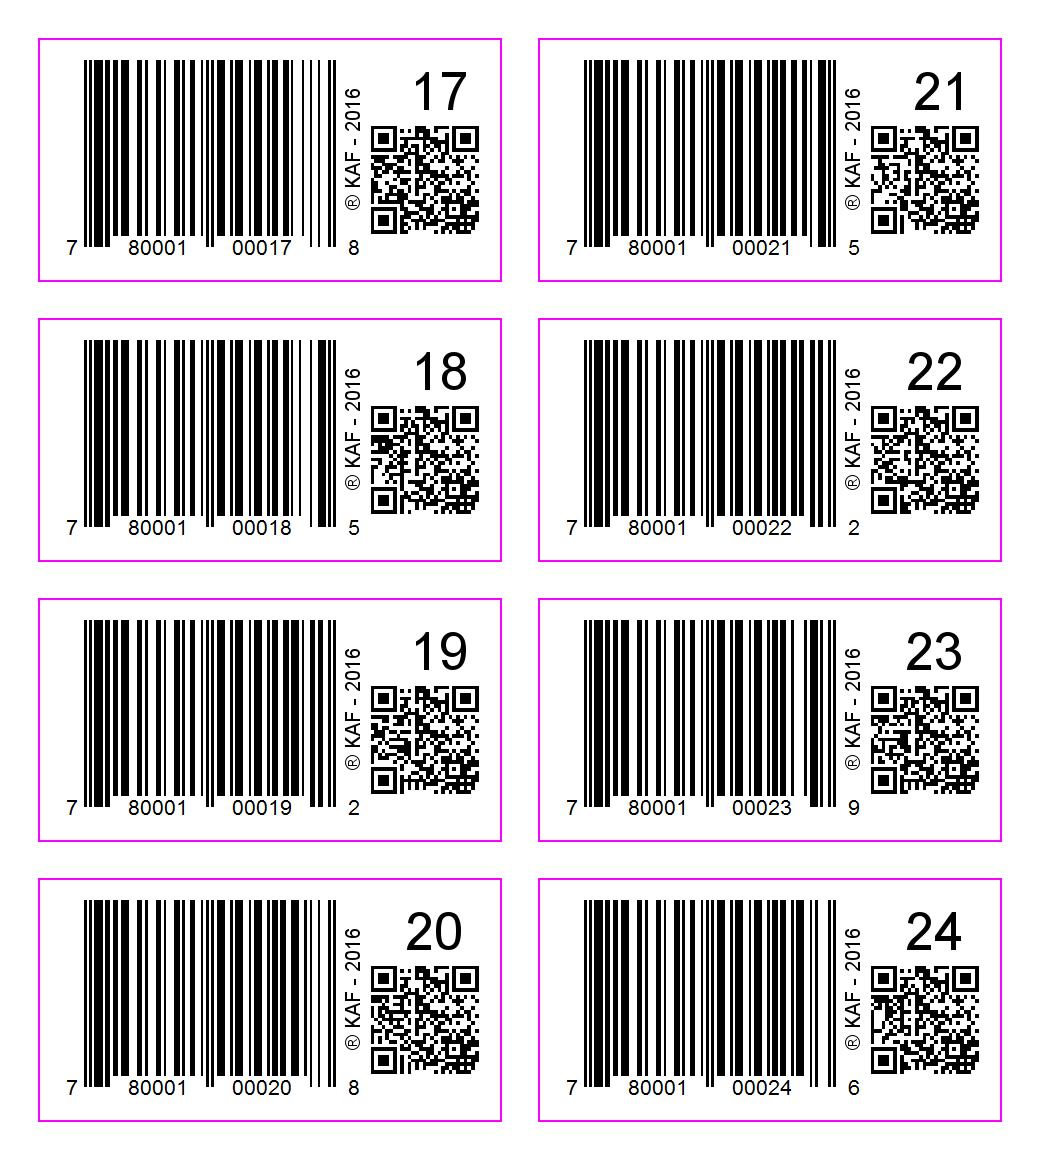 17
® KAF - 2016
7 80001 00017 8
21
® KAF - 2016
7 80001 00021 5
18
® KAF - 2016
7 80001 00018 5
22
® KAF - 2016
7 80001 00022 2
19
® KAF - 2016
7 80001 00019 2
23
® KAF - 2016
7 80001 00023 9
20
® KAF - 2016
7 80001 00020 8
24
® KAF - 2016
7 80001 00024 6